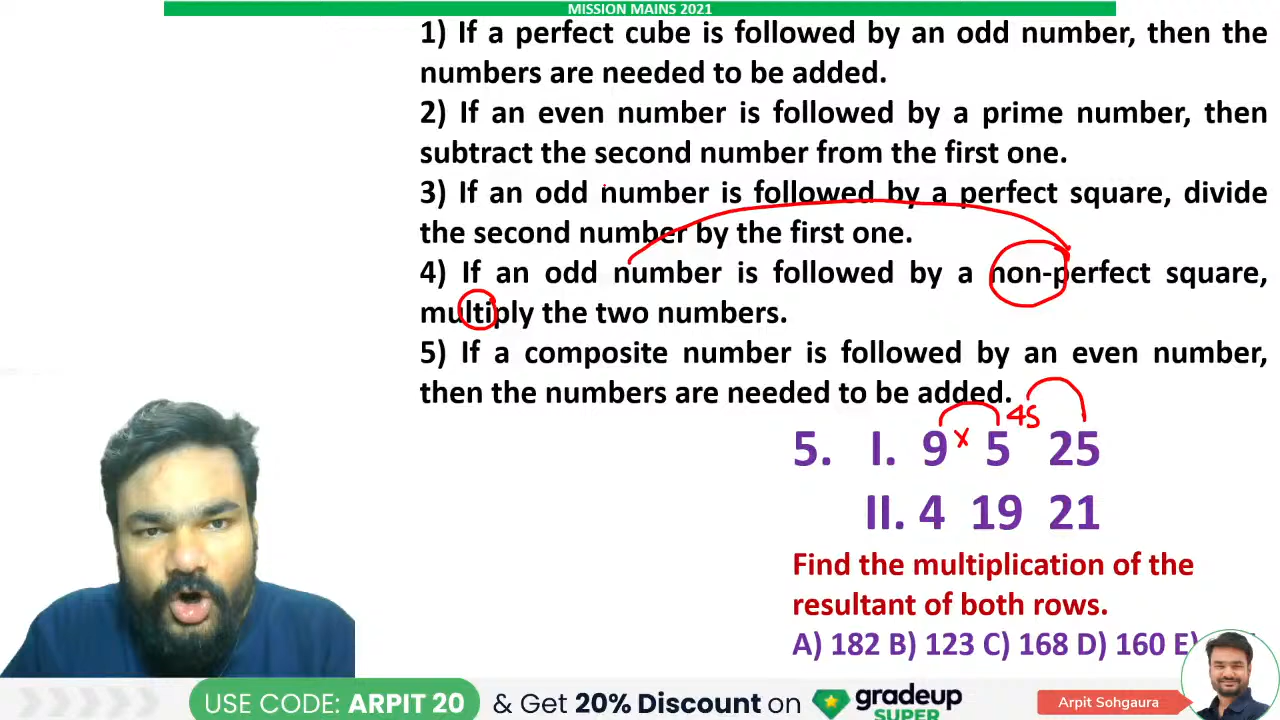 MISSION MAINS 2021
1) If a perfect cube is followed by an odd number, then the
numbers are needed to be added.
2) If an even number is followed by a prime number, then
subtract the second number from the first one.
3) If an odd number is followed by a perfect square, divide
the second number by the first one.
4) If an odd number is followed by a non-perfect square,
multiply the two numbers.
5) If a composite number is followed by an even number,
then the numbers are needed to be added.
5. I. 9 x 5 45 25
II. 4 19 21
Find the multiplication of the
resultant of both rows.
A) 182 B) 123 C) 168 D) 160 E)
USE CODE: ARPIT 20 & Get 20% Discount on gradeup
SUPER
Arpit Sohgaura